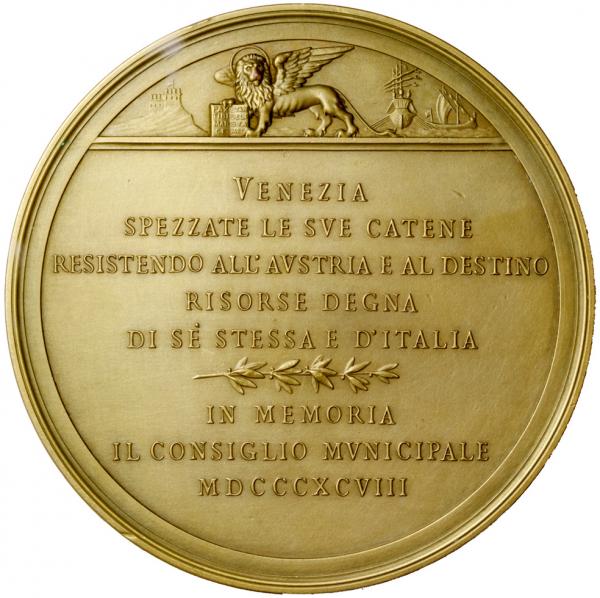 VENEZIA
SPEZZATE LE SVE CATENE
RESISTENDO ALL'AVSTRIA E AL DESTINO
RISORSE DEGNA
DI SÈ STESSA E D'ITALIA
IN MEMORIA
IL CONSIGLIO MVNICIPALE
MDCCCXCVIII